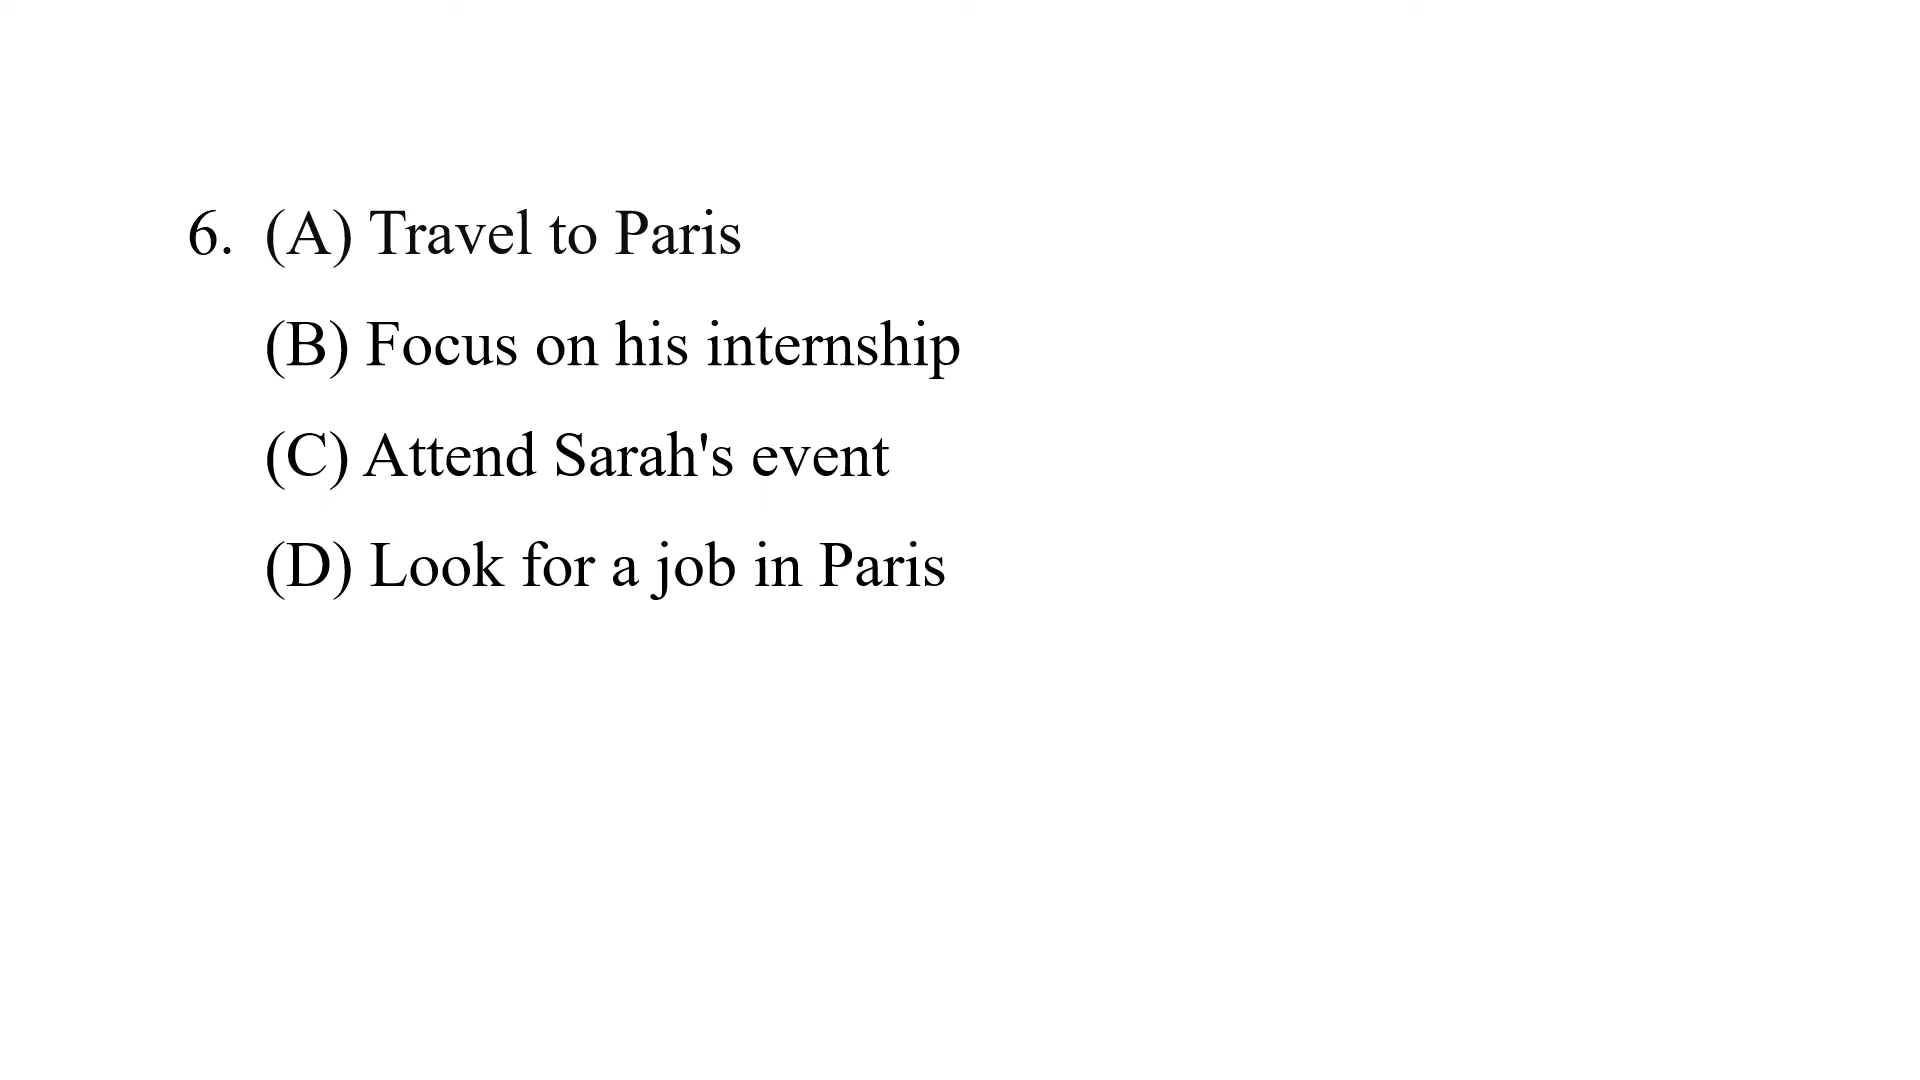 6. (A) Travel to Paris
(B) Focus on his internship
(C) Attend Sarah's event
(D) Look for a job in Paris